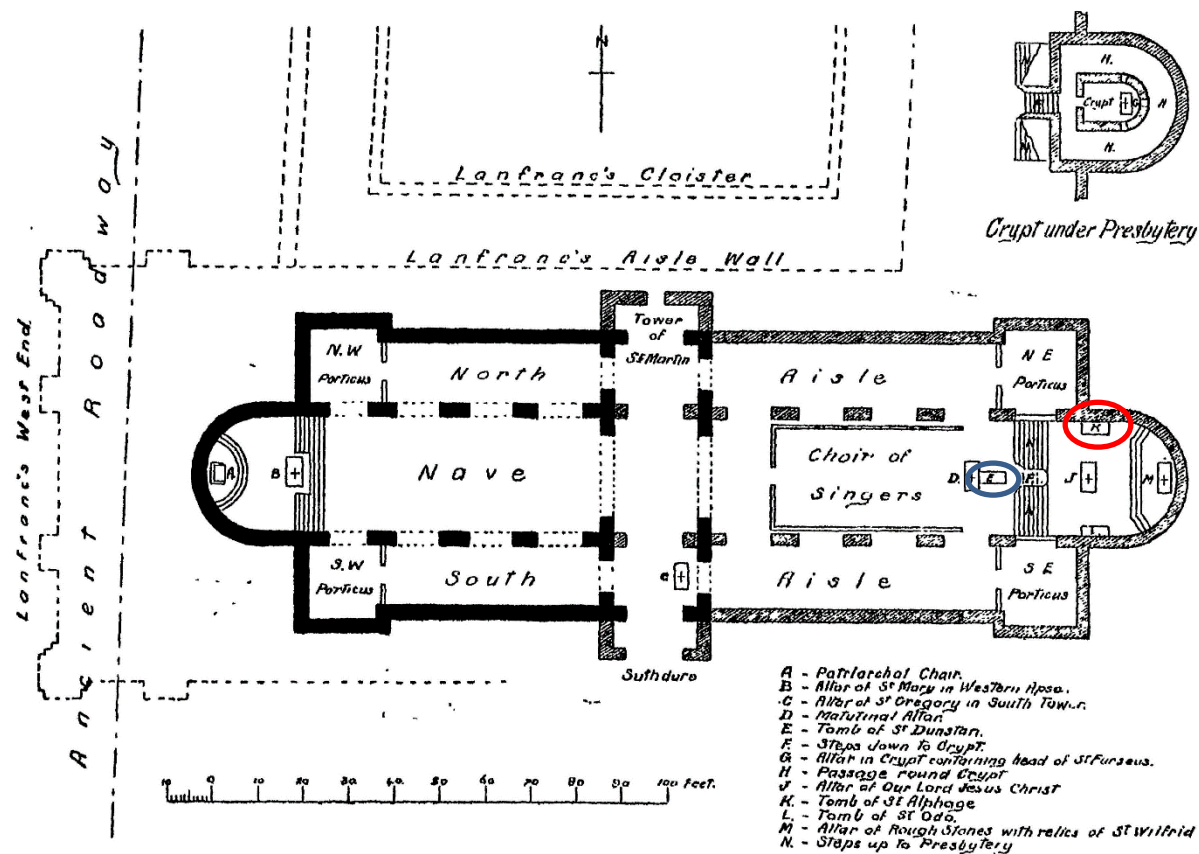 N
H.
N
Crypt
G
H
N
H.
Crypt under Presbytery
Lanfranc's Cloister
Lanfranc's Aisle Wall
Lanfranc's West End.
Ancient Roadway
Tower
of
St Martin
N.W
Porticus
North
Aisle
N E
Porticus
K
A
B
Nave
Choir of
Singers
D.
E
F
J
M
S.W
Porticus
South
C
Aisle
S E
Porticus
Suthdure
10 0 10 20 30 40 50 60 70 80 90 100 Feet.
A - Patriarchal Chair.
B - Altar of St Mary in Western Apse.
C - Altar of St Gregory in South Tower.
D - Matutinal Altar
E - Tomb of St Dunstan.
F - Steps down to Crypt.
G - Altar in Crypt containing head of St Furseus.
H - Passage round Crypt
J - Altar of Our Lord Jesus Christ
K. - Tomb of St Alphage
L. - Tomb of St Odo.
M - Altar of Rough Stones with relics of St Wilfrid
N. - Steps up to Presbytery